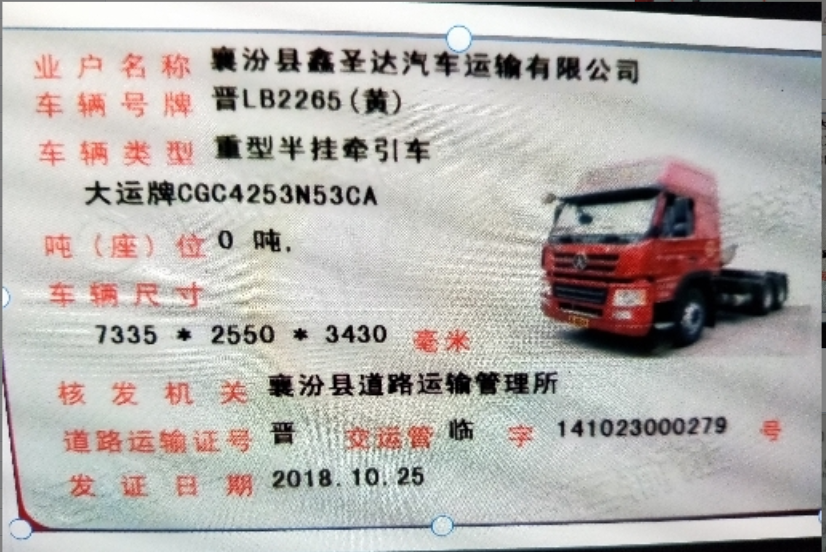 业户名称 襄汾县鑫圣达汽车运输有限公司
车辆号牌 晋LB2265(黄)
车辆类型 重型半挂牵引车
大运牌CGC4253N53CA
吨(座)位 0 吨.
车辆尺寸
7335 * 2550 * 3430 毫米
核发机关 襄汾县道路运输管理所
道路运输证号 晋 交运管 临 字 141023000279 号
发证日期 2018.10.25